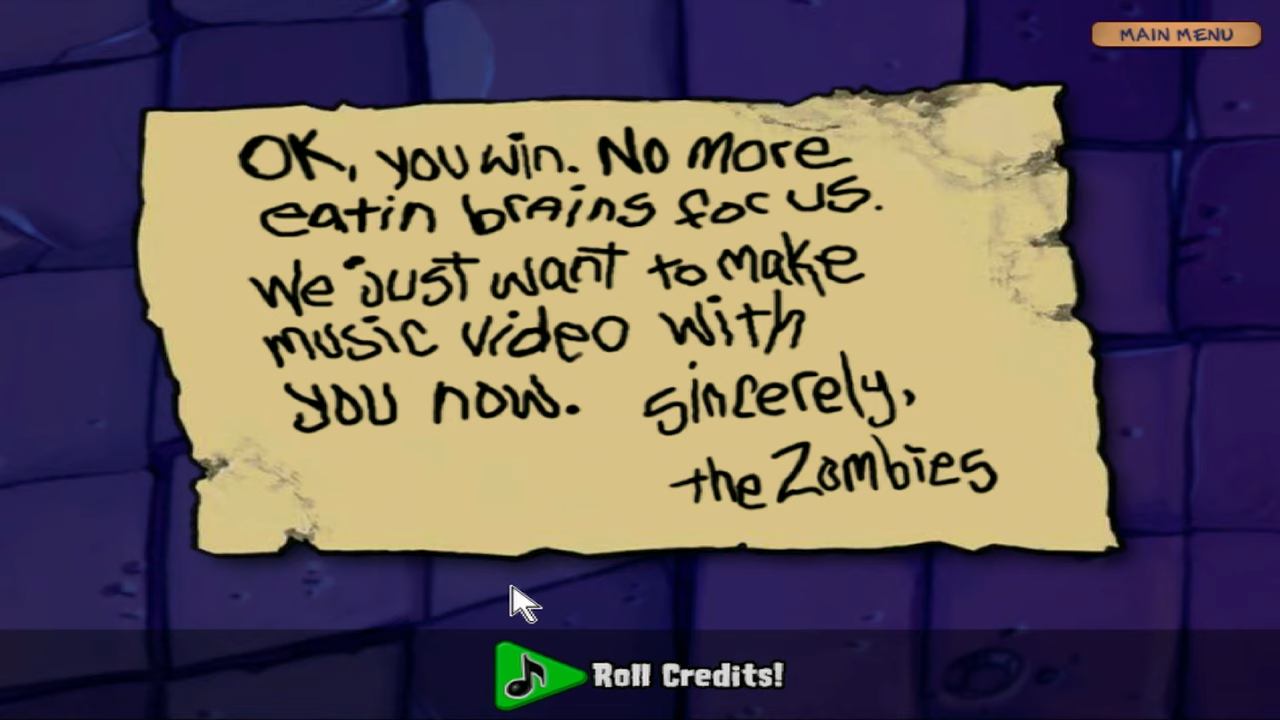 MAIN MENU
OK, you win. No more
eatin brains for us.
We just want to make
music video with
you now. sincerely,
the Zombies
Roll Credits!